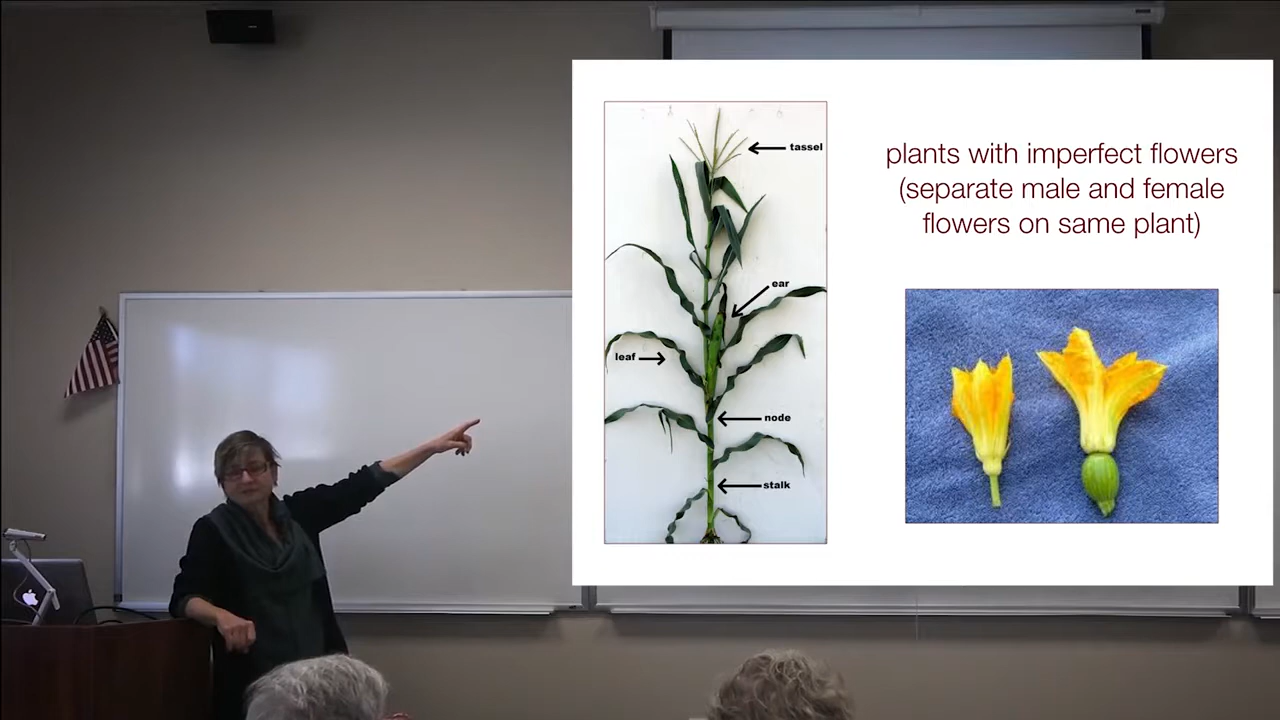 tassel
ear
leaf
node
stalk
plants with imperfect flowers
(separate male and female
flowers on same plant)